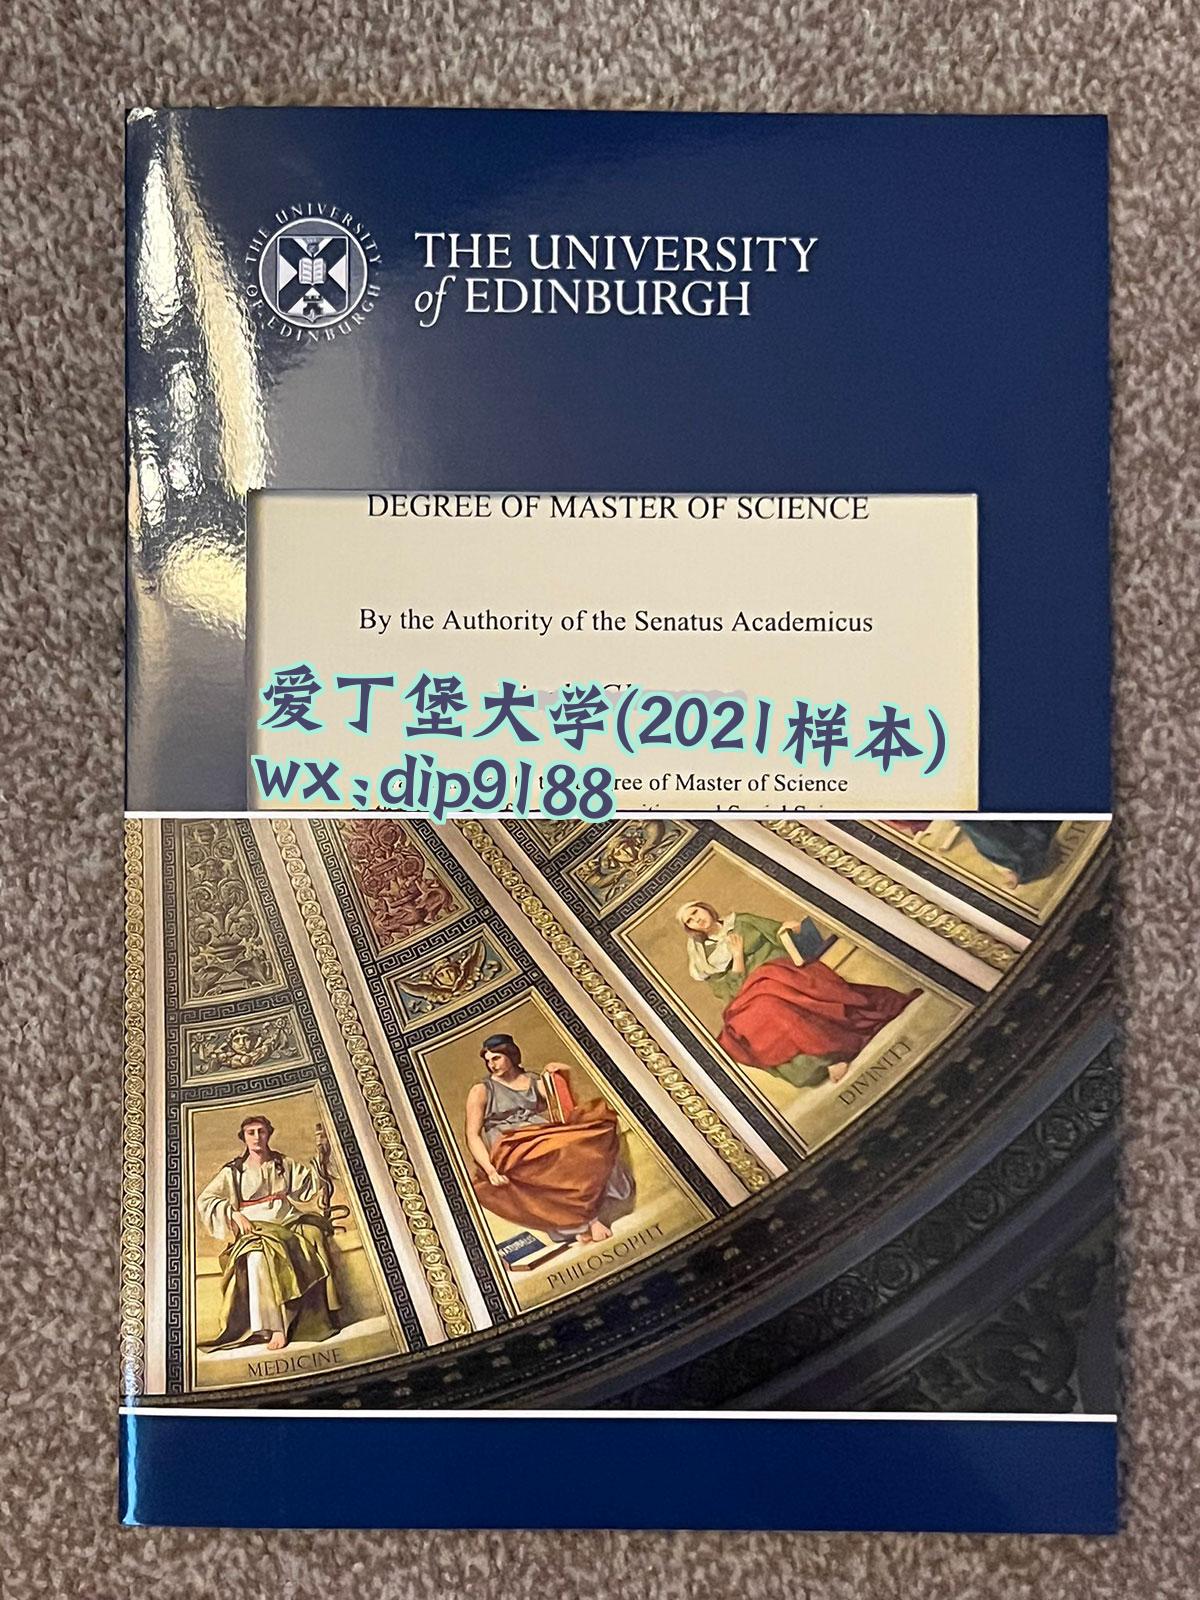 THE UNIVERSITY OF EDINBURGH
THE UNIVERSITY
of EDINBURGH
DEGREE OF MASTER OF SCIENCE
By the Authority of the Senatus Academicus
爱丁堡大学(2021样本)
wx:dip9188
of Master of Science
DIVINITY
PHILOSOPHY
MEDICINE